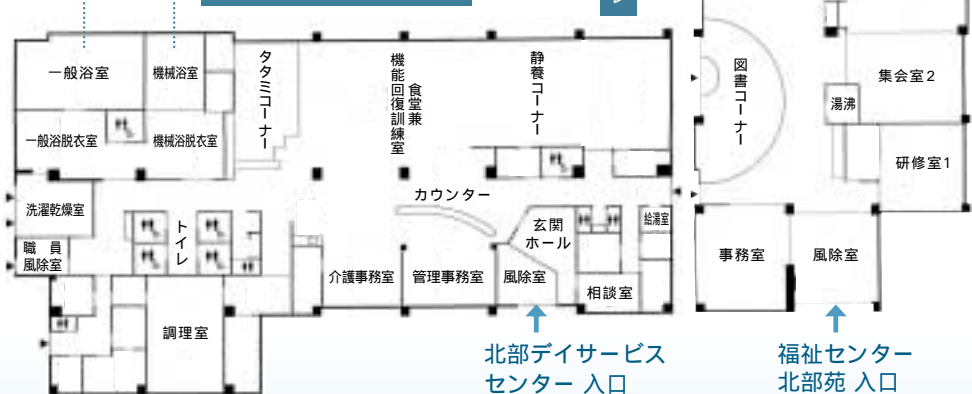 一般浴室
機械浴室
タタミコーナー
食堂兼
機能回復訓練室
静養コーナー
図書コーナー
集会室2
湯沸
一般浴脱衣室
機械浴脱衣室
研修室1
カウンター
洗濯乾燥室
トイレ
玄関
ホール
給湯室
職 員
風除室
介護事務室
管理事務室
風除室
相談室
事務室
風除室
調理室
北部デイサービス
センター 入口
福祉センター
北部苑 入口